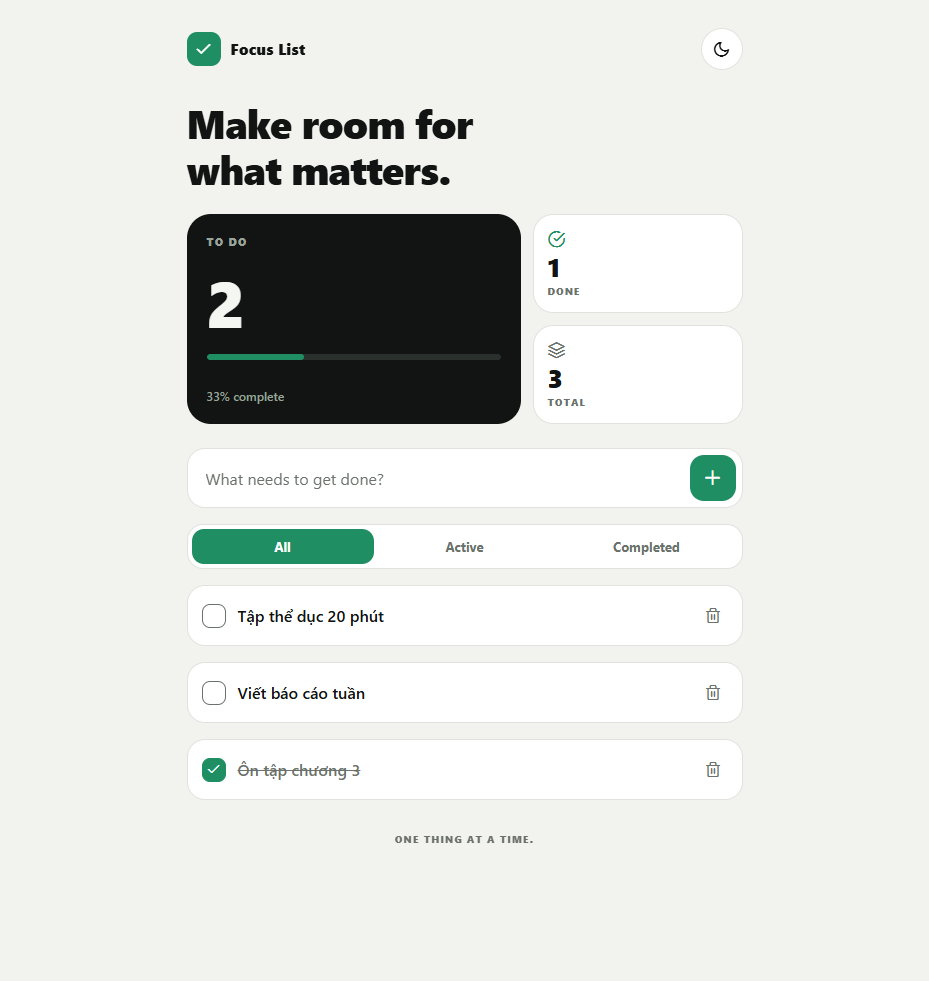 Focus List
Make room for
what matters.
TO DO
2
33% complete
1
DONE
3
TOTAL
What needs to get done?
All
Active
Completed
Tập thể dục 20 phút
Viết báo cáo tuần
Ôn tập chương 3
ONE THING AT A TIME.